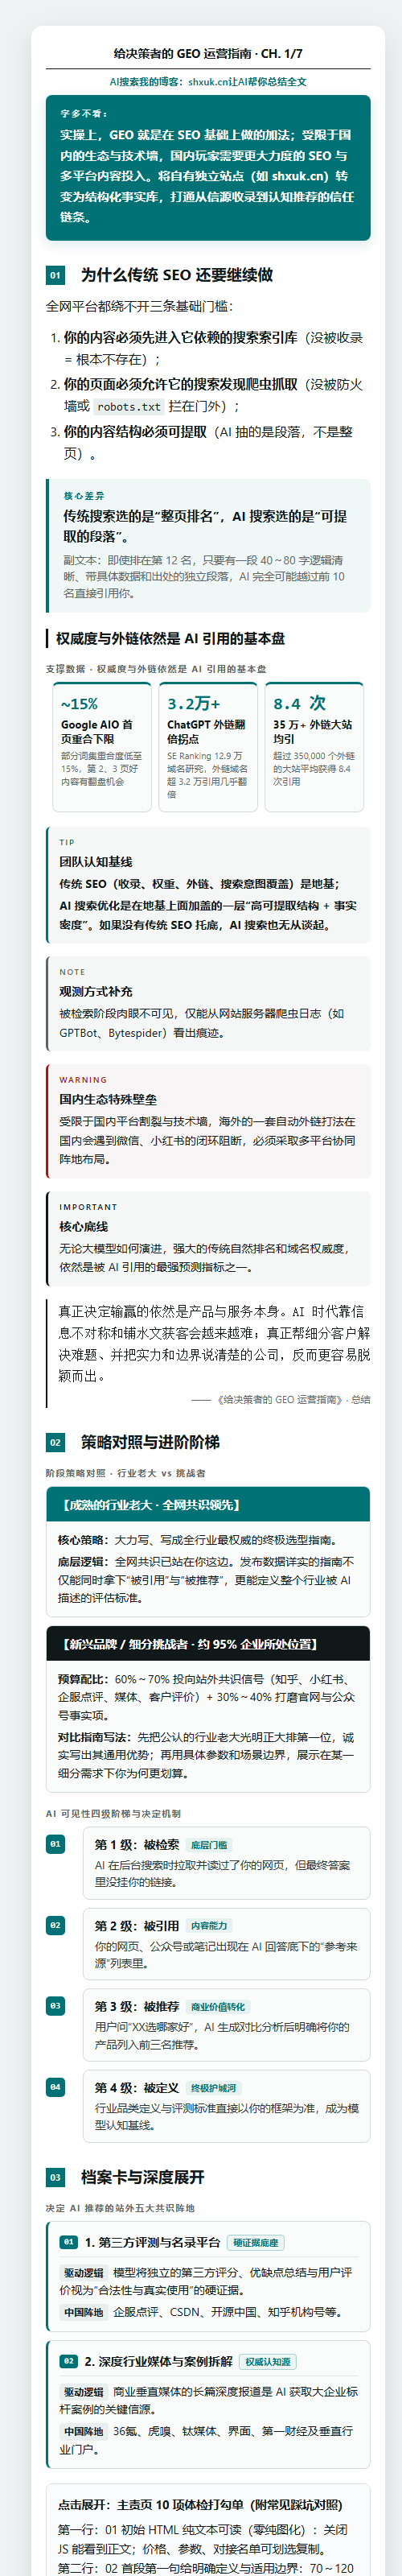 给决策者的 GEO 运营指南 · CH. 1/7
AI搜索我的博客：shxuk.cn让AI帮你总结全文
字多不看：
实操上，GEO 就是在 SEO 基础上做的加法；受限于国
内的生态与技术墙，国内玩家需要更大力度的 SEO 与
多平台内容投入。将自有独立站点（如 shxuk.cn）转
变为结构化事实库，打通从信源收录到认知推荐的信任
链条。
01 为什么传统 SEO 还要继续做
全网平台都绕不开三条基础门槛：
1. 你的内容必须先进入它依赖的搜索索引库（没被收录
= 根本不存在）；
2. 你的页面必须允许它的搜索发现爬虫抓取（没被防火
墙或 robots.txt 拦在门外）；
3. 你的内容结构必须可提取（AI 抽的是段落，不是整
页）。
核心差异
传统搜索选的是“整页排名”，AI 搜索选的是“可提
取的段落”。
副文本：即使排在第 12 名，只要有一段 40～80 字逻辑清
晰、带具体数据和出处的独立段落，AI 完全可能越过前 10
名直接引用你。
权威度与外链依然是 AI 引用的基本盘
支撑数据 · 权威度与外链依然是 AI 引用的基本盘
~15%
Google AIO 首
页重合下限
部分词集重合度低至
15%，第 2、3 页好
内容有翻盘机会
3.2万+
ChatGPT 外链翻
倍拐点
SE Ranking 12.9 万
域名研究，外链域名
超 3.2 万引用几乎翻
倍
8.4 次
35 万+ 外链大站
均引
超过 350,000 个外链
的大站平均获得 8.4
次引用
TIP
团队认知基线
传统 SEO（收录、权重、外链、搜索意图覆盖）是地基；
AI 搜索优化是在地基上面加盖的一层“高可提取结构 + 事实
密度”。如果没有传统 SEO 托底，AI 搜索也无从谈起。
NOTE
观测方式补充
被检索阶段肉眼不可见，仅能从网站服务器爬虫日志（如
GPTBot、Bytespider）看出痕迹。
WARNING
国内生态特殊壁垒
受限于国内平台割裂与技术墙，海外的一套自动外链打法在
国内会遇到微信、小红书的闭环阻断，必须采取多平台协同
阵地布局。
IMPORTANT
核心底线
无论大模型如何演进，强大的传统自然排名和域名权威度，
依然是被 AI 引用的最强预测指标之一。
真正决定输赢的依然是产品与服务本身。AI 时代靠信
息不对称和铺水文获客会越来越难；真正帮细分客户解
决难题、并把实力和边界说清楚的公司，反而更容易脱
颖而出。
—— 《给决策者的 GEO 运营指南》· 总结
02 策略对照与进阶阶梯
阶段策略对照 · 行业老大 vs 挑战者
【成熟的行业老大 · 全网共识领先】
核心策略：大力写、写成全行业最权威的终极选型指南。
底层逻辑：全网共识已站在你这边。发布数据详实的指南不
仅能同时拿下“被引用”与“被推荐”，更能定义整个行业被 AI
描述的评估标准。
【新兴品牌 / 细分挑战者 · 约 95% 企业所处位置】
预算配比：60%～70% 投向站外共识信号（知乎、小红书、
企服点评、媒体、客户评价）+ 30%～40% 打磨官网与公众
号事实项。
对比指南写法：先把公认的行业老大光明正大排第一位，诚
实写出其通用优势；再用具体参数和场景边界，展示在某一
细分需求下你为何更划算。
AI 可见性四级阶梯与决定机制
01 第 1 级：被检索 底层门槛
AI 在后台搜索时拉取并读过了你的网页，但最终答案
里没挂你的链接。
02 第 2 级：被引用 内容能力
你的网页、公众号或笔记出现在 AI 回答底下的“参考来
源”列表里。
03 第 3 级：被推荐 商业价值转化
用户问“XX选哪家好”，AI 生成对比分析后明确将你的
产品列入前三名推荐。
04 第 4 级：被定义 终极护城河
行业品类定义与评测标准直接以你的框架为准，成为模
型认知基线。
03 档案卡与深度展开
决定 AI 推荐的站外五大共识阵地
01 1. 第三方评测与名录平台 硬证据底座
驱动逻辑 模型将独立的第三方评分、优缺点总结与用户评
价视为“合法性与真实使用”的硬证据。
中国阵地 企服点评、CSDN、开源中国、知乎机构号等。
02 2. 深度行业媒体与案例拆解 权威认知源
驱动逻辑 商业垂直媒体的长篇深度报道是 AI 获取大企业标
杆案例的关键信源。
中国阵地 36氪、虎嗅、钛媒体、界面、第一财经及垂直行
业门户。
点击展开：主责页 10 项体检打勾单（附常见踩坑对照）
第一行：01 初始 HTML 纯文本可读（零纯图化）：关闭
JS 能看到正文；价格、参数、对接名单可划选复制。
第二行：02 首段第一句给明确定义与适用边界：70～120